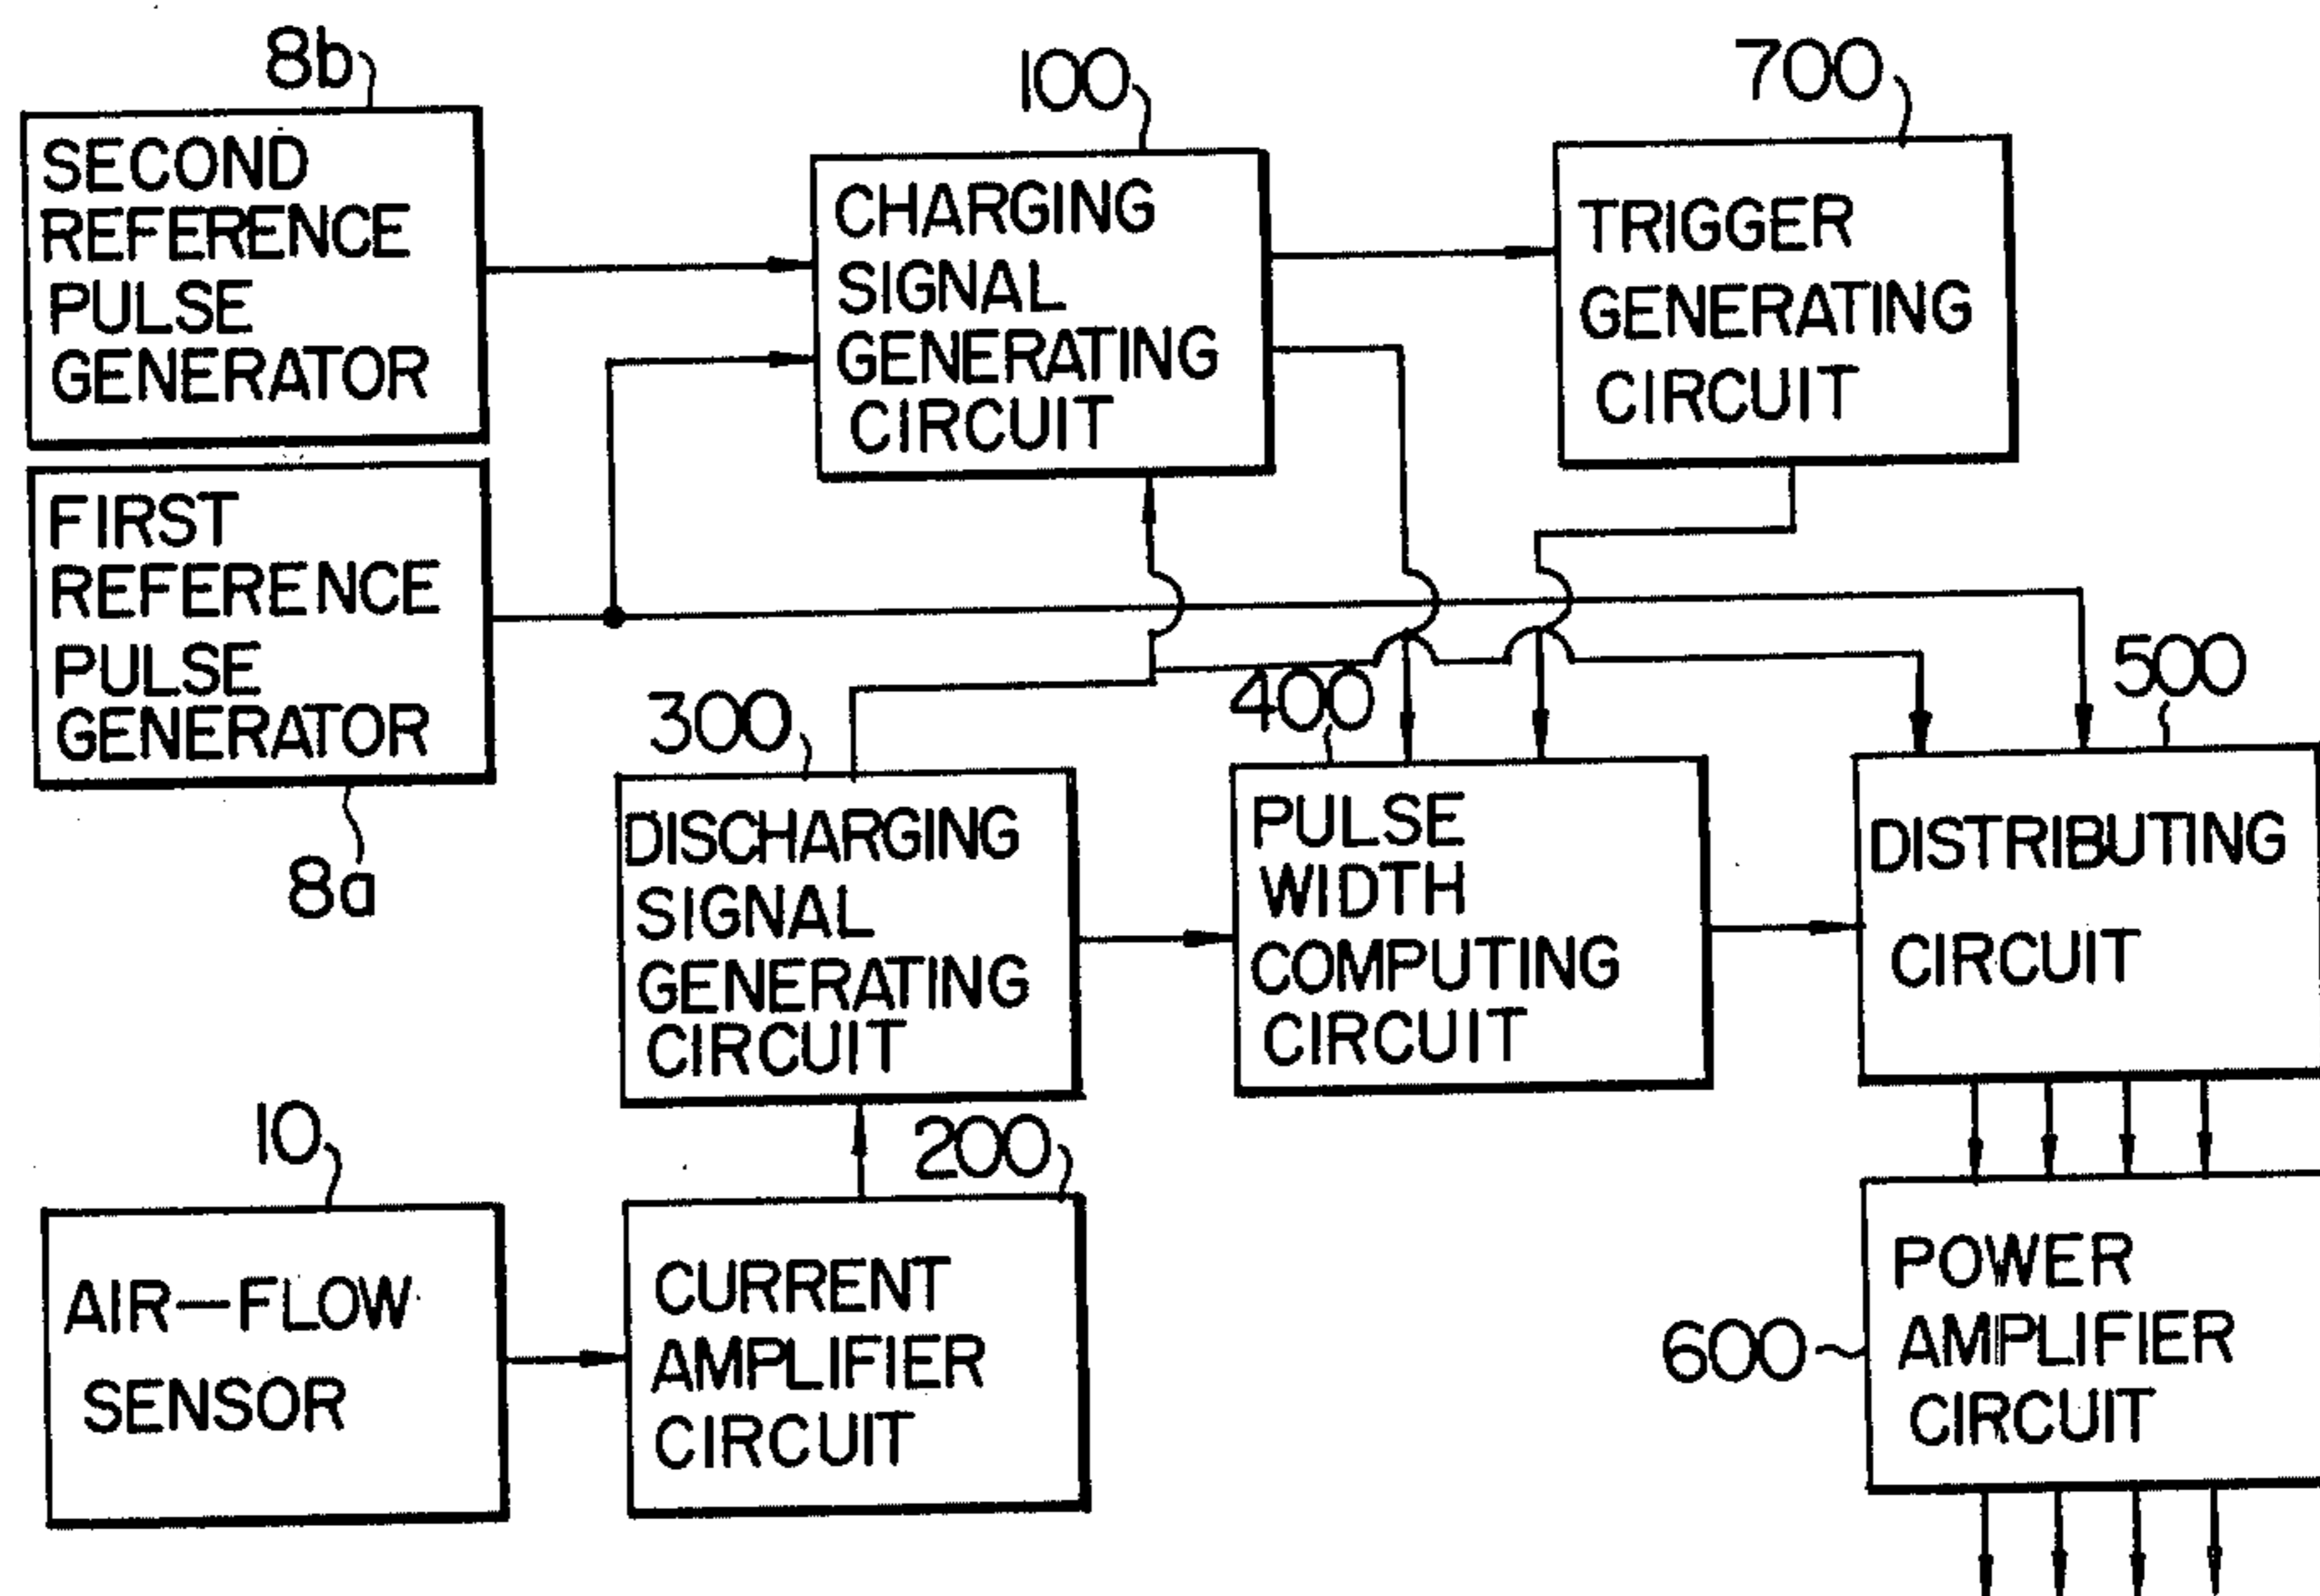 8b
SECOND
REFERENCE
PULSE
GENERATOR
100
CHARGING
SIGNAL
GENERATING
CIRCUIT
700
TRIGGER
GENERATING
CIRCUIT
FIRST
REFERENCE
PULSE
GENERATOR
8a
300
DISCHARGING
SIGNAL
GENERATING
CIRCUIT
400
PULSE
WIDTH
COMPUTING
CIRCUIT
500
DISTRIBUTING
CIRCUIT
10
AIR—FLOW
SENSOR
200
CURRENT
AMPLIFIER
CIRCUIT
600
POWER
AMPLIFIER
CIRCUIT